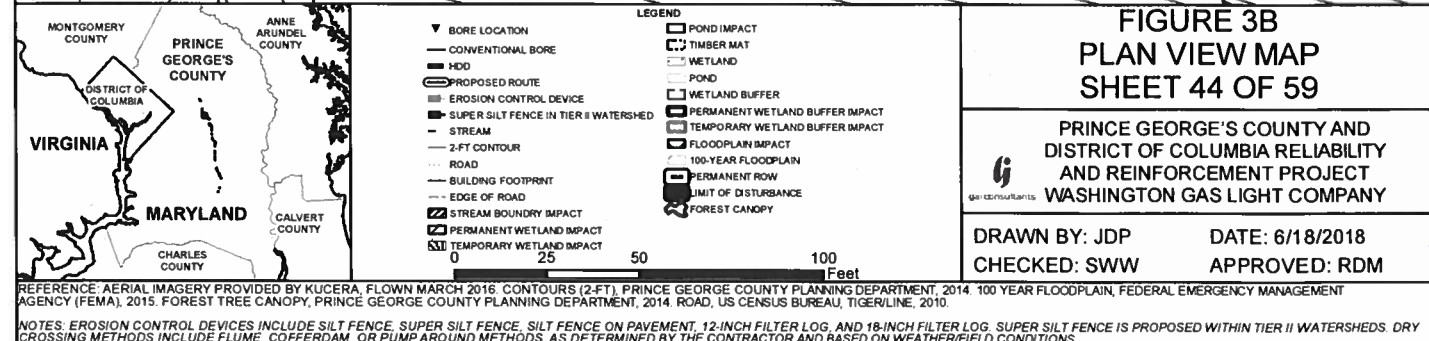 MONTGOMERY
COUNTY
PRINCE
GEORGE'S
COUNTY
ANNE
ARUNDEL
COUNTY
DISTRICT OF
COLUMBIA
VIRGINIA
MARYLAND
CALVERT
COUNTY
CHARLES
COUNTY
LEGEND
BORE LOCATION
CONVENTIONAL BORE
HDD
PROPOSED ROUTE
EROSION CONTROL DEVICE
SUPER SILT FENCE IN TIER II WATERSHED
STREAM
2-FT CONTOUR
ROAD
BUILDING FOOTPRINT
EDGE OF ROAD
STREAM BOUNDRY IMPACT
PERMANENT WETLAND IMPACT
TEMPORARY WETLAND IMPACT
POND IMPACT
TIMBER MAT
WETLAND
POND
WETLAND BUFFER
PERMANENT WETLAND BUFFER IMPACT
TEMPORARY WETLAND BUFFER IMPACT
FLOODPLAIN IMPACT
100-YEAR FLOODPLAIN
PERMANENT ROW
LIMIT OF DISTURBANCE
FOREST CANOPY
0 25 50 100
Feet
FIGURE 3B
PLAN VIEW MAP
SHEET 44 OF 59
gai consultants
PRINCE GEORGE'S COUNTY AND
DISTRICT OF COLUMBIA RELIABILITY
AND REINFORCEMENT PROJECT
WASHINGTON GAS LIGHT COMPANY
DRAWN BY: JDP DATE: 6/18/2018
CHECKED: SWW APPROVED: RDM
REFERENCE: AERIAL IMAGERY PROVIDED BY KUCERA, FLOWN MARCH 2016. CONTOURS (2-FT), PRINCE GEORGE COUNTY PLANNING DEPARTMENT, 2014. 100 YEAR FLOODPLAIN, FEDERAL EMERGENCY MANAGEMENT
AGENCY (FEMA), 2015. FOREST TREE CANOPY, PRINCE GEORGE COUNTY PLANNING DEPARTMENT, 2014. ROAD, US CENSUS BUREAU, TIGER/LINE, 2010.
NOTES: EROSION CONTROL DEVICES INCLUDE SILT FENCE, SUPER SILT FENCE, SILT FENCE ON PAVEMENT, 12-INCH FILTER LOG, AND 18-INCH FILTER LOG. SUPER SILT FENCE IS PROPOSED WITHIN TIER II WATERSHEDS. DRY
CROSSING METHODS INCLUDE FLUME, COFFERDAM, OR PUMP AROUND METHODS, AS DETERMINED BY THE CONTRACTOR AND BASED ON WEATHER/FIELD CONDITIONS.